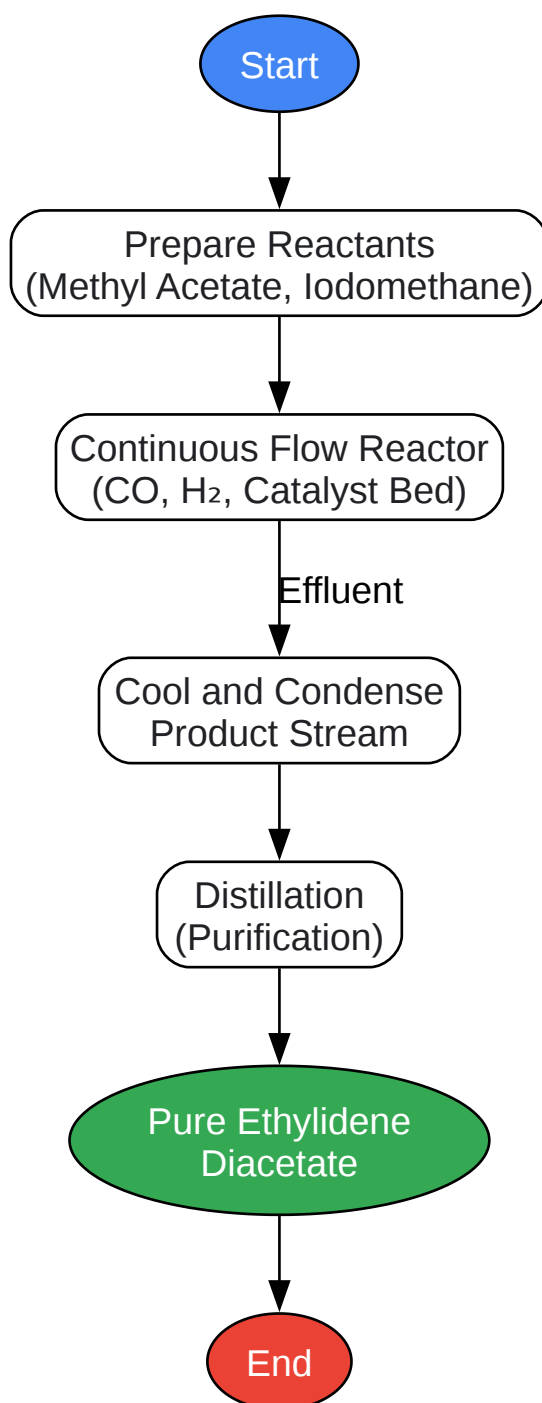 Start
Prepare Reactants
(Methyl Acetate, Iodomethane)
Continuous Flow Reactor
(CO, H₂, Catalyst Bed)
Effluent
Cool and Condense
Product Stream
Distillation
(Purification)
Pure Ethylidene
Diacetate
End